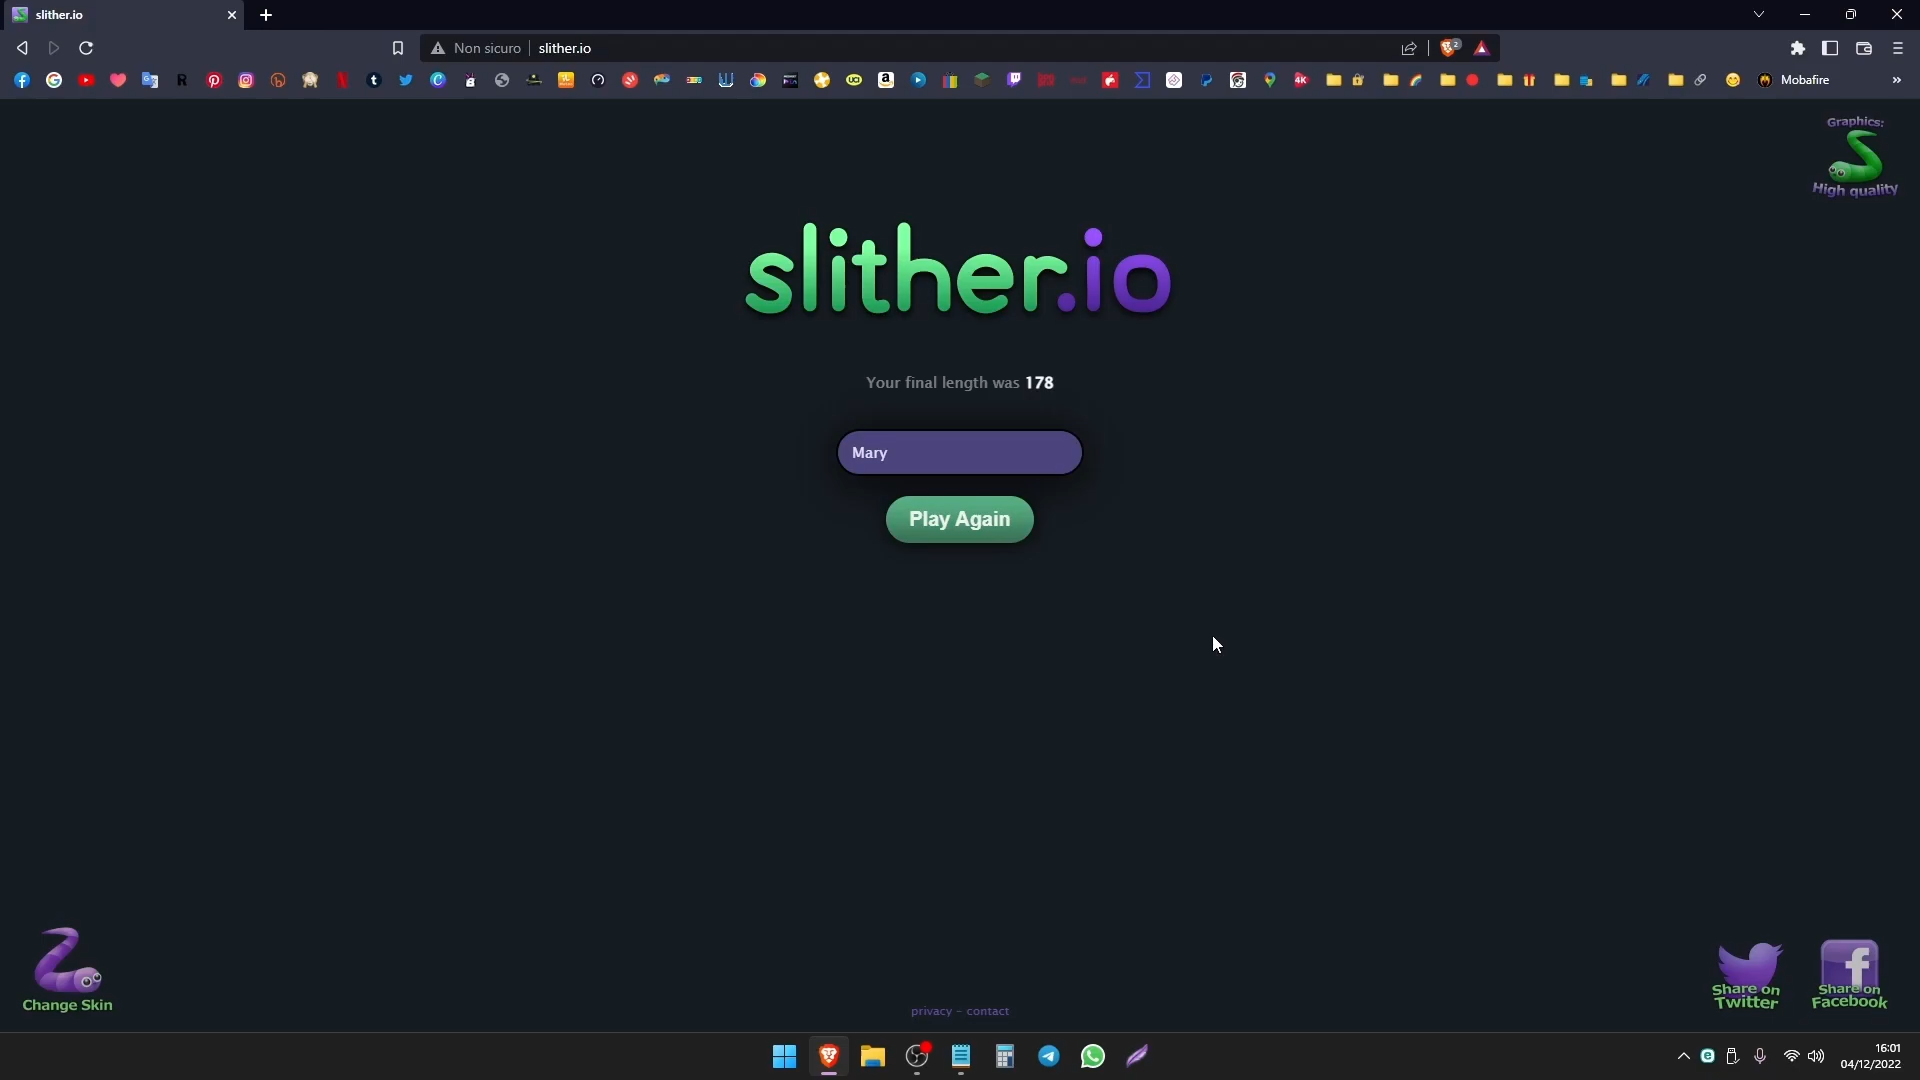 slither.io
Non sicuro
slither.io
2
Mobafire
Graphics:
High quality
slither.io
Your final length was 178
Mary
Play Again
Change Skin
Share on
Twitter
Share on
Facebook
privacy - contact
16:01
04/12/2022